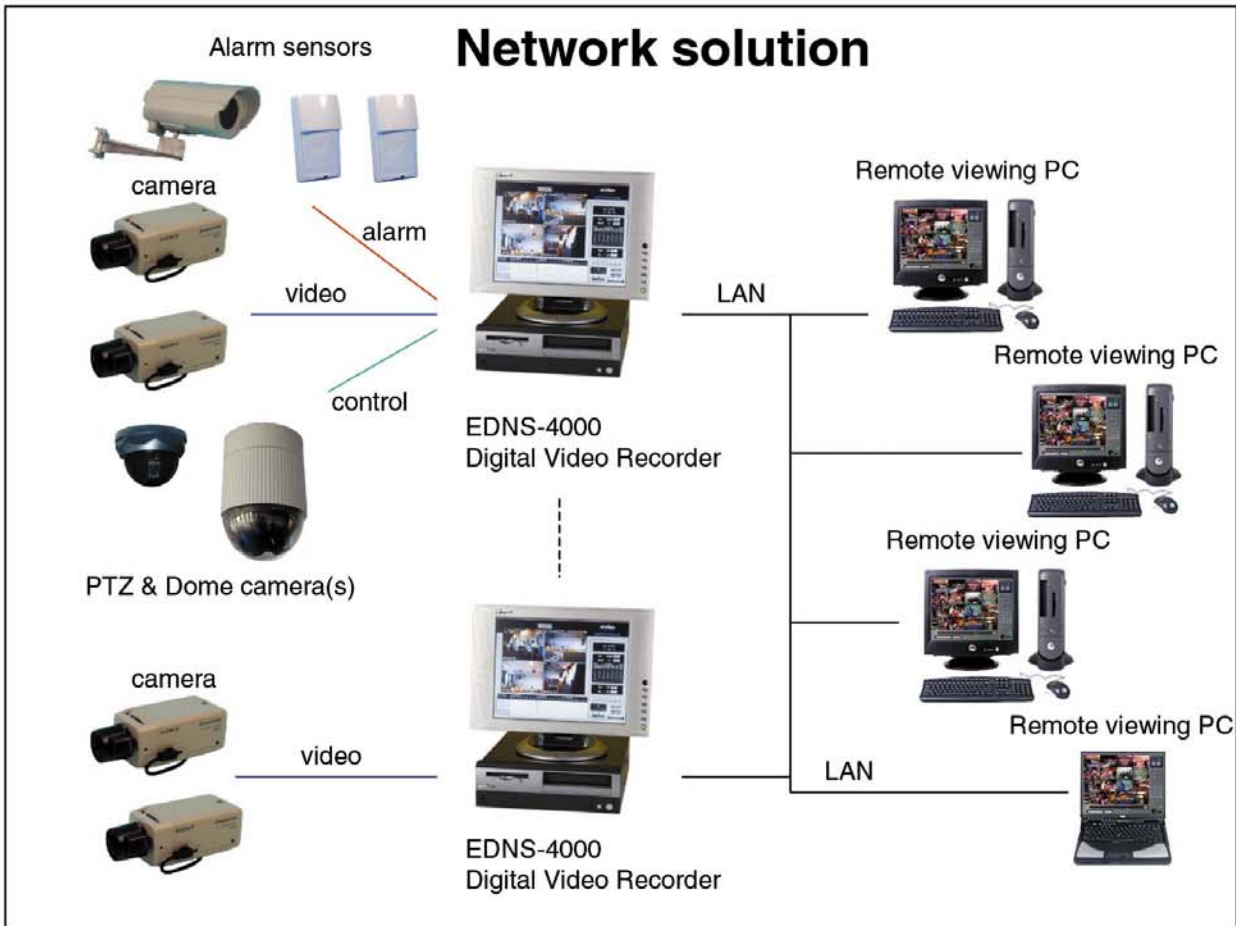 Network solution
Alarm sensors
camera
alarm
video
control
PTZ & Dome camera(s)
EDNS-4000
Digital Video Recorder
LAN
Remote viewing PC
Remote viewing PC
Remote viewing PC
Remote viewing PC
camera
video
LAN
EDNS-4000
Digital Video Recorder